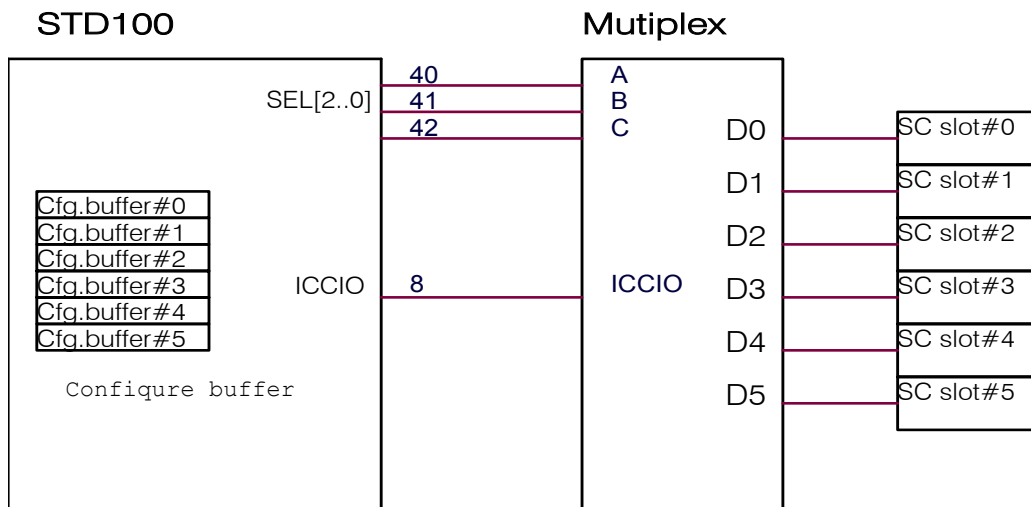 STD100
Mutiplex
40
A
SEL[2..0]
41
B
42
C
D0
SC slot#0
D1
SC slot#1
Cfg.buffer#0
Cfg.buffer#1
D2
SC slot#2
Cfg.buffer#2
Cfg.buffer#3
ICCIO
8
ICCIO
D3
SC slot#3
Cfg.buffer#4
Cfg.buffer#5
D4
SC slot#4
Configure buffer
D5
SC slot#5